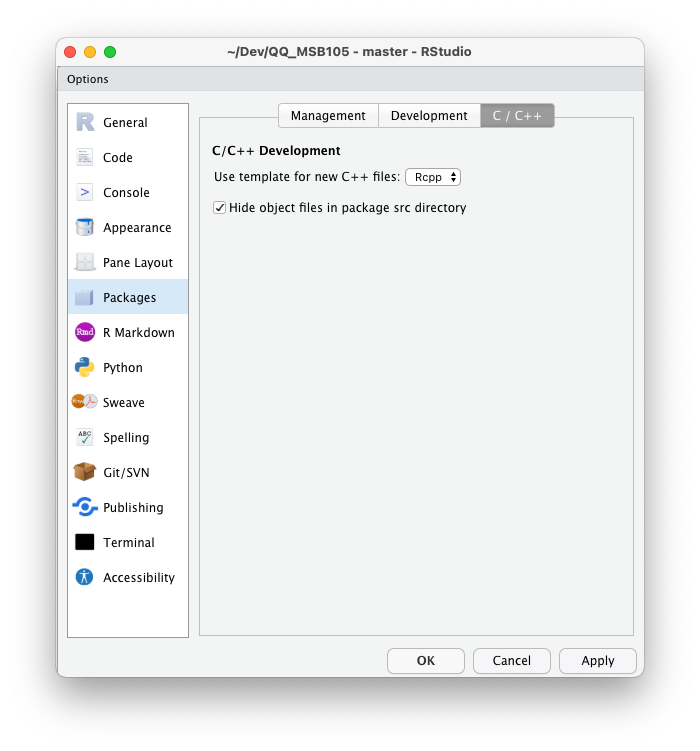 ~/Dev/QQ_MSB105 - master - RStudio
Options
General
Code
Console
Appearance
Pane Layout
Packages
Rmd R Markdown
Python
Sweave
ABC Spelling
Git/SVN
Publishing
Terminal
Accessibility
Management Development C / C++
C/C++ Development
Use template for new C++ files: Rcpp
Hide object files in package src directory
OK Cancel Apply